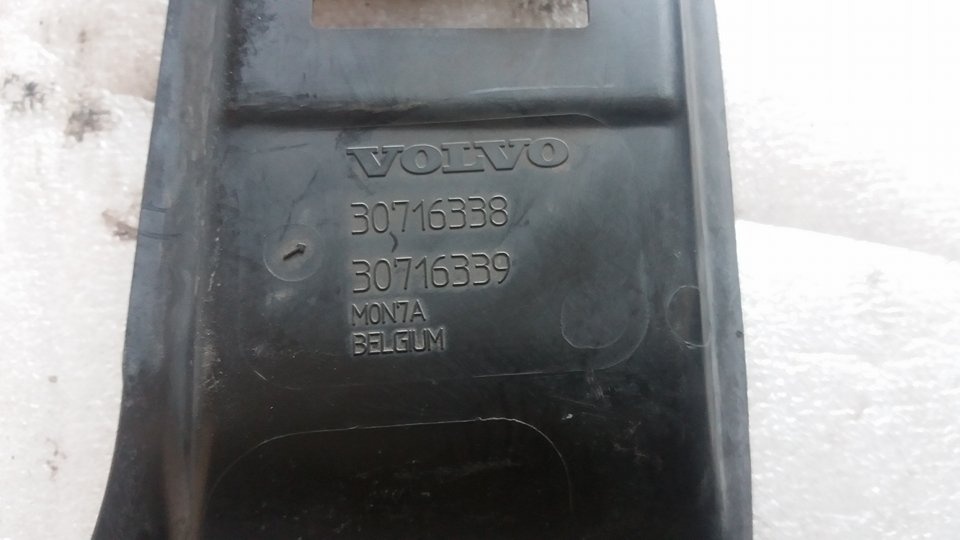 VOLVO
30716338
30716339
MON7A
BELGIUM